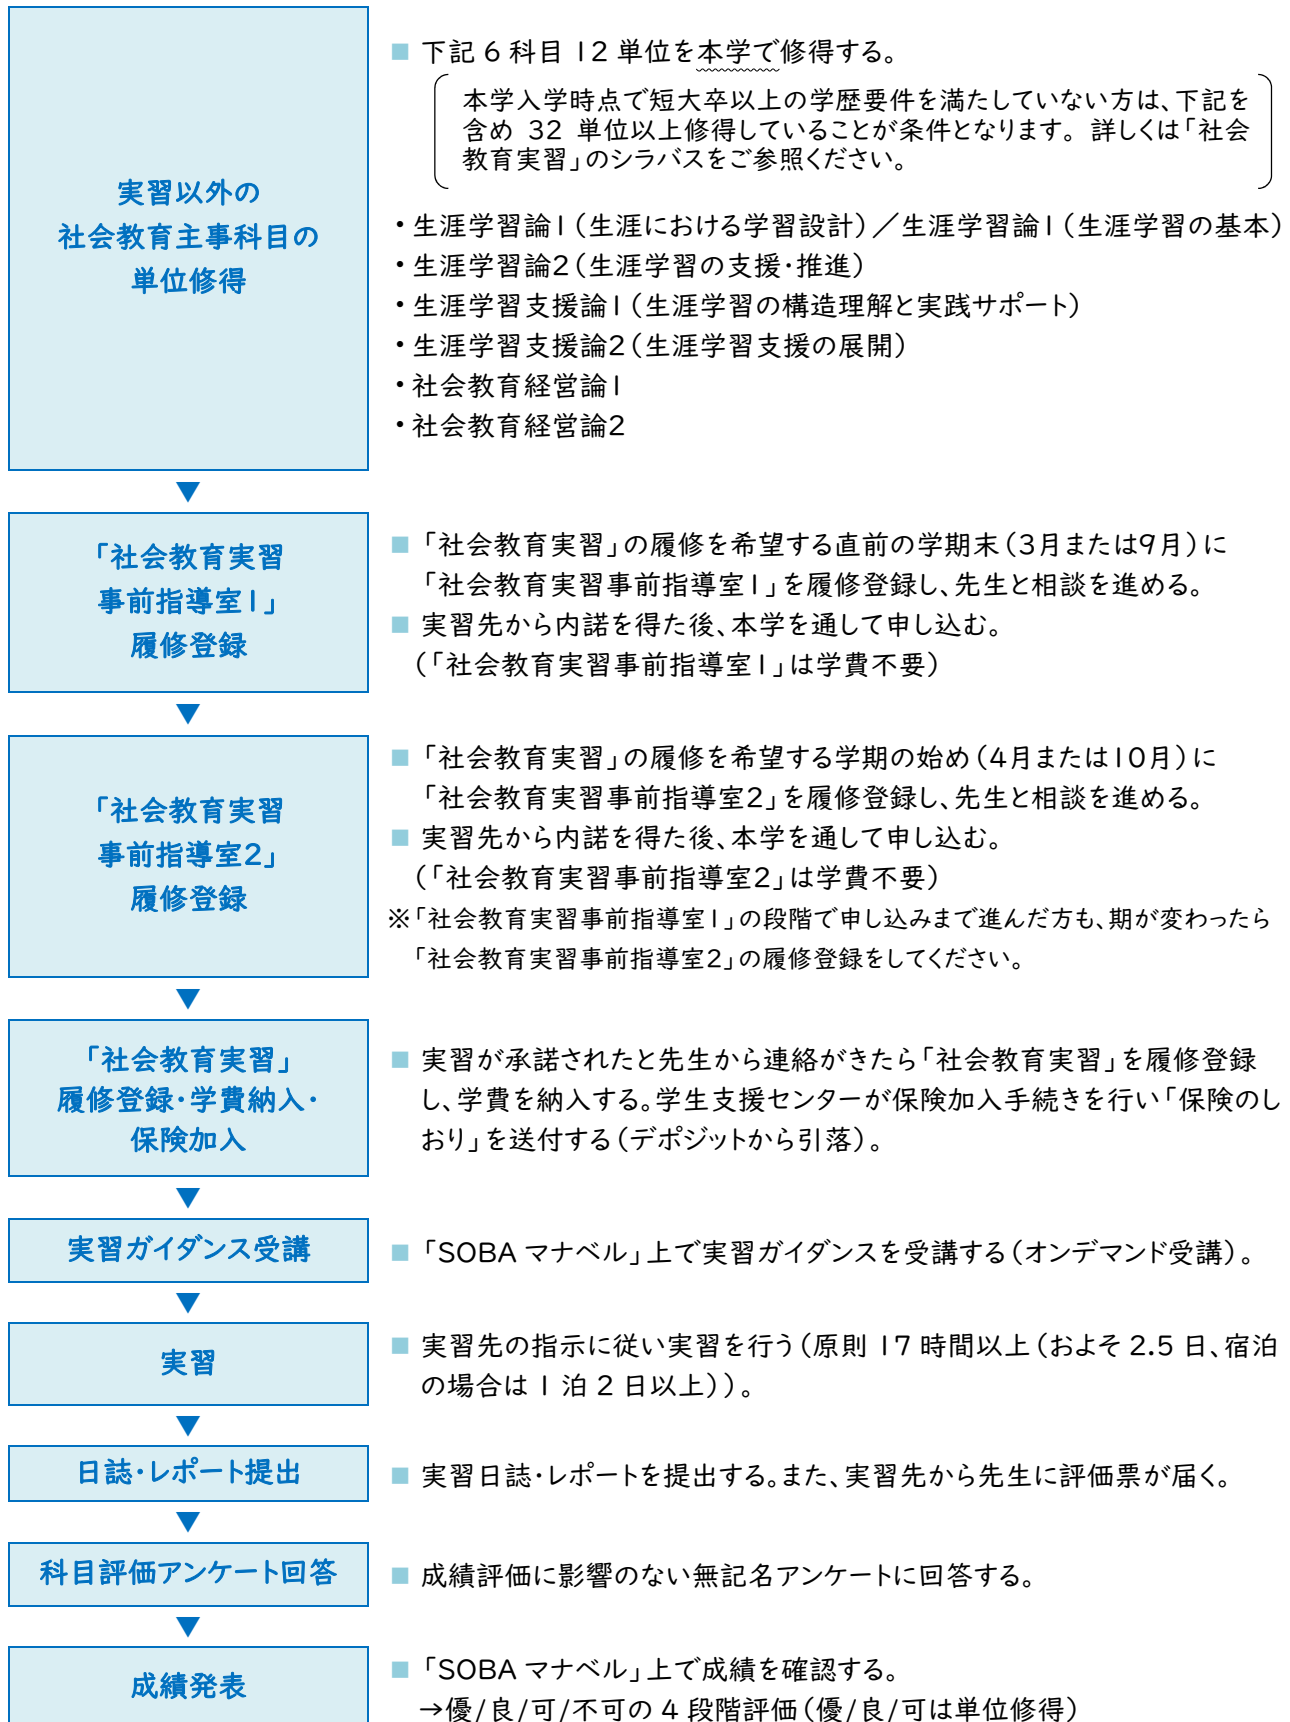 実習以外の
社会教育主事科目の
単位修得
■ 下記6科目12単位を本学で修得する。
本学入学時点で短大卒以上の学歴要件を満たしていない方は、下記を
含め 32 単位以上修得していることが条件となります。詳しくは「社会
教育実習」のシラバスをご参照ください。
・生涯学習論1(生涯における学習設計)／生涯学習論1(生涯学習の基本)
・生涯学習論2(生涯学習の支援・推進)
・生涯学習支援論1(生涯学習の構造理解と実践サポート)
・生涯学習支援論2(生涯学習支援の展開)
・社会教育経営論1
・社会教育経営論2
▼
「社会教育実習
事前指導室1」
履修登録
■ 「社会教育実習」の履修を希望する直前の学期末(3月または9月)に
「社会教育実習事前指導室1」を履修登録し、先生と相談を進める。
■ 実習先から内諾を得た後、本学を通して申し込む。
(「社会教育実習事前指導室1」は学費不要)
▼
「社会教育実習
事前指導室2」
履修登録
■ 「社会教育実習」の履修を希望する学期の始め(4月または10月)に
「社会教育実習事前指導室2」を履修登録し、先生と相談を進める。
■ 実習先から内諾を得た後、本学を通して申し込む。
(「社会教育実習事前指導室2」は学費不要)
※「社会教育実習事前指導室1」の段階で申し込みまで進んだ方も、期が変わったら
「社会教育実習事前指導室2」の履修登録をしてください。
▼
「社会教育実習」
履修登録・学費納入・
保険加入
■ 実習が承諾されたと先生から連絡がきたら「社会教育実習」を履修登録
し、学費を納入する。学生支援センターが保険加入手続きを行い「保険のし
おり」を送付する(デポジットから引落)。
▼
実習ガイダンス受講
■ 「SOBA マナベル」上で実習ガイダンスを受講する(オンデマンド受講)。
▼
実習
■ 実習先の指示に従い実習を行う(原則 17 時間以上(およそ 2.5 日、宿泊
の場合は 1 泊 2 日以上))。
▼
日誌・レポート提出
■ 実習日誌・レポートを提出する。また、実習先から先生に評価票が届く。
▼
科目評価アンケート回答
■ 成績評価に影響のない無記名アンケートに回答する。
▼
成績発表
■ 「SOBA マナベル」上で成績を確認する。
→優/良/可/不可の 4 段階評価(優/良/可は単位修得)